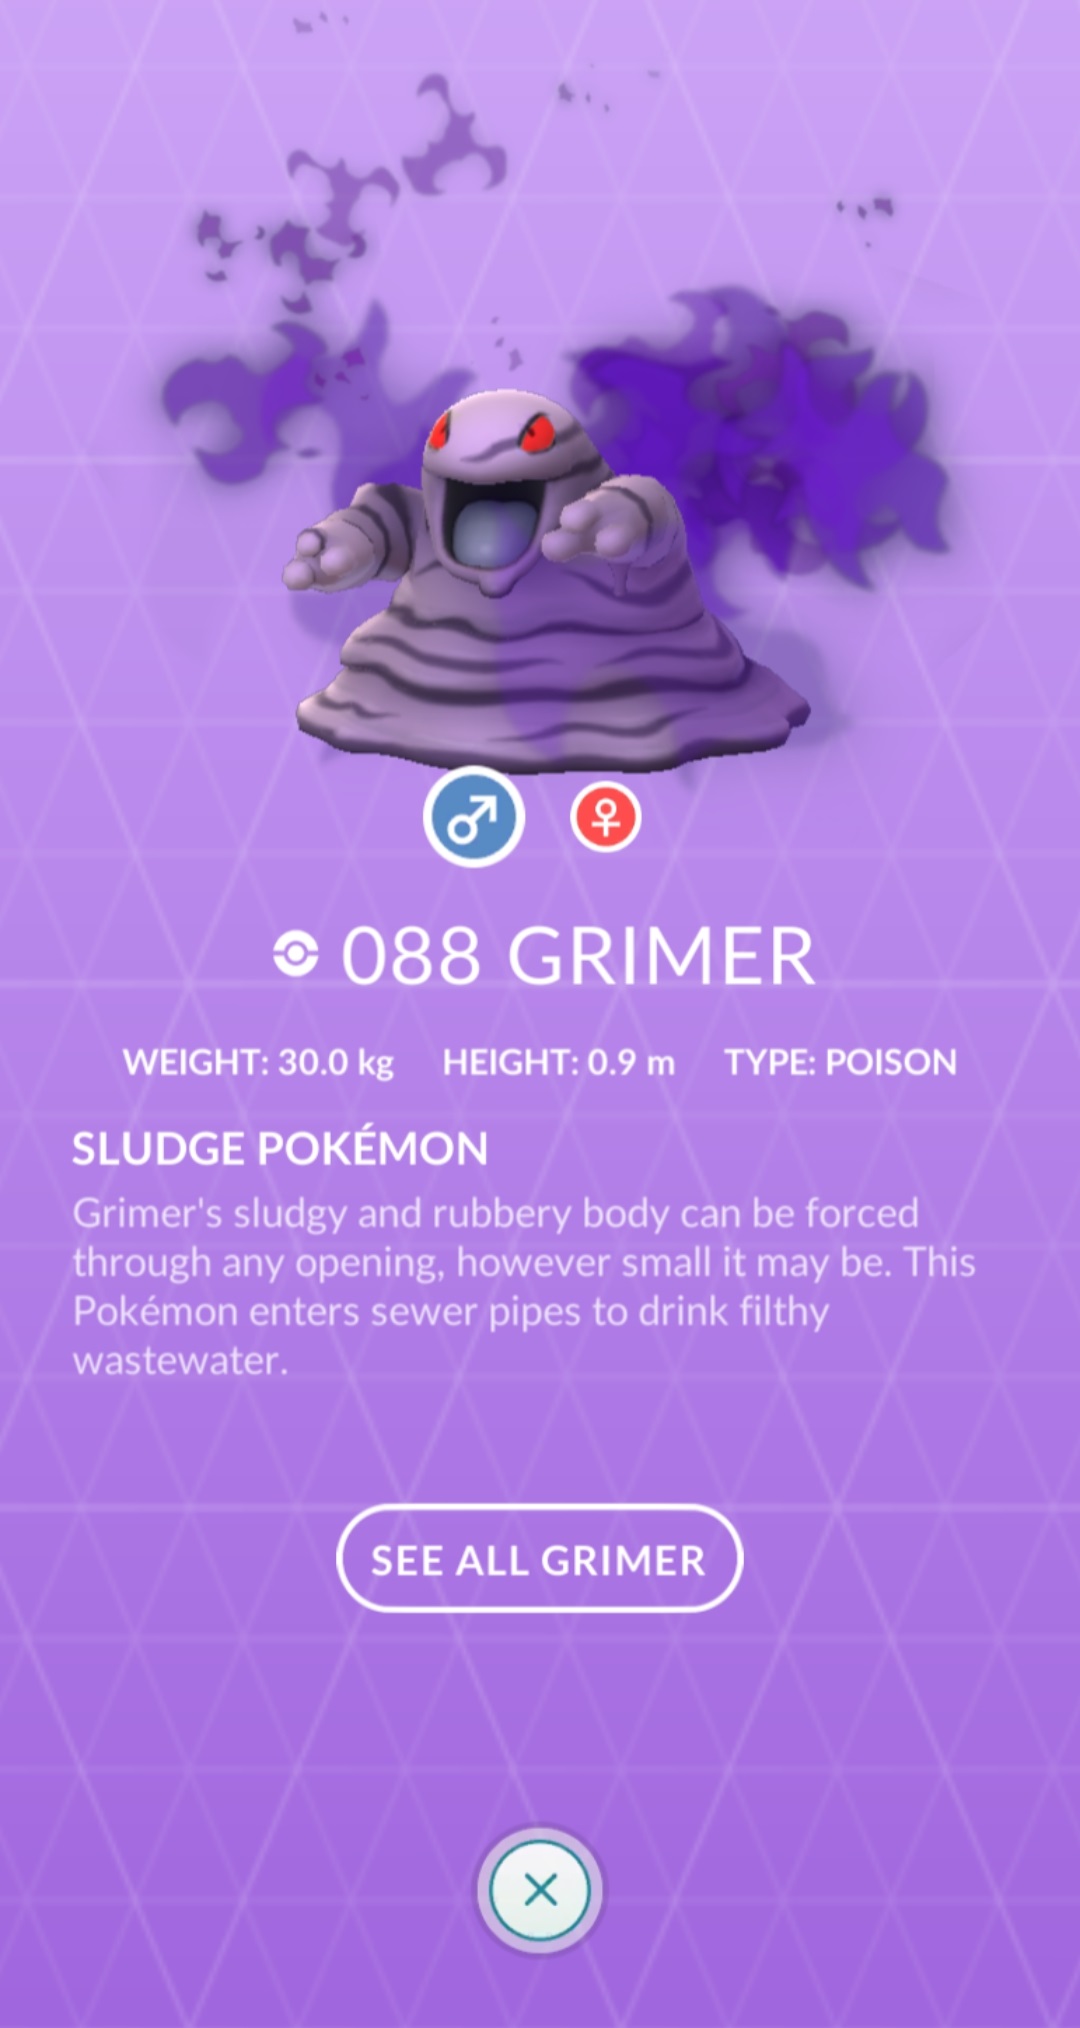 088 GRIMER
WEIGHT: 30.0 kg HEIGHT: 0.9 m TYPE: POISON
SLUDGE POKÉMON
Grimer's sludgy and rubbery body can be forced
through any opening, however small it may be. This
Pokémon enters sewer pipes to drink filthy
wastewater.
SEE ALL GRIMER